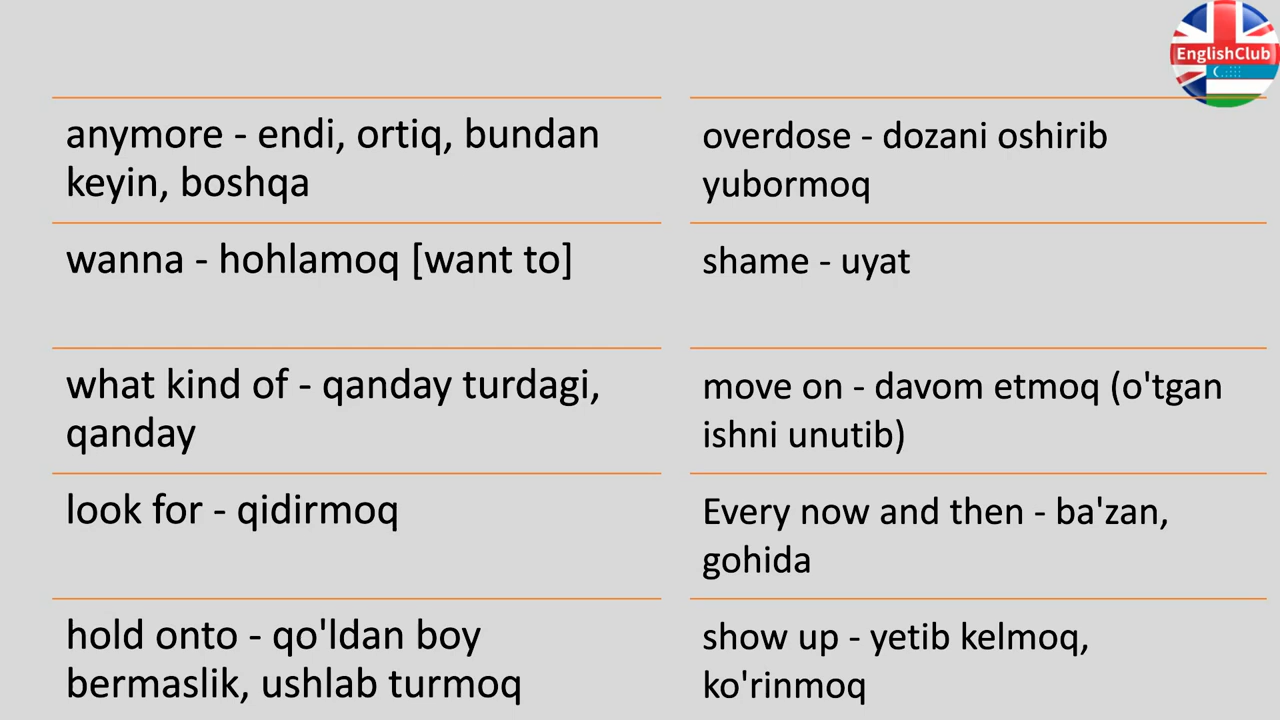 EnglishClub
anymore - endi, ortiq, bundan
keyin, boshqa
wanna - hohlamoq [want to]
what kind of - qanday turdagi,
qanday
look for - qidirmoq
hold onto - qo'ldan boy
bermaslik, ushlab turmoq
overdose - dozani oshirib
yubormoq
shame - uyat
move on - davom etmoq (o'tgan
ishni unutib)
Every now and then - ba'zan,
gohida
show up - yetib kelmoq,
ko'rinmoq